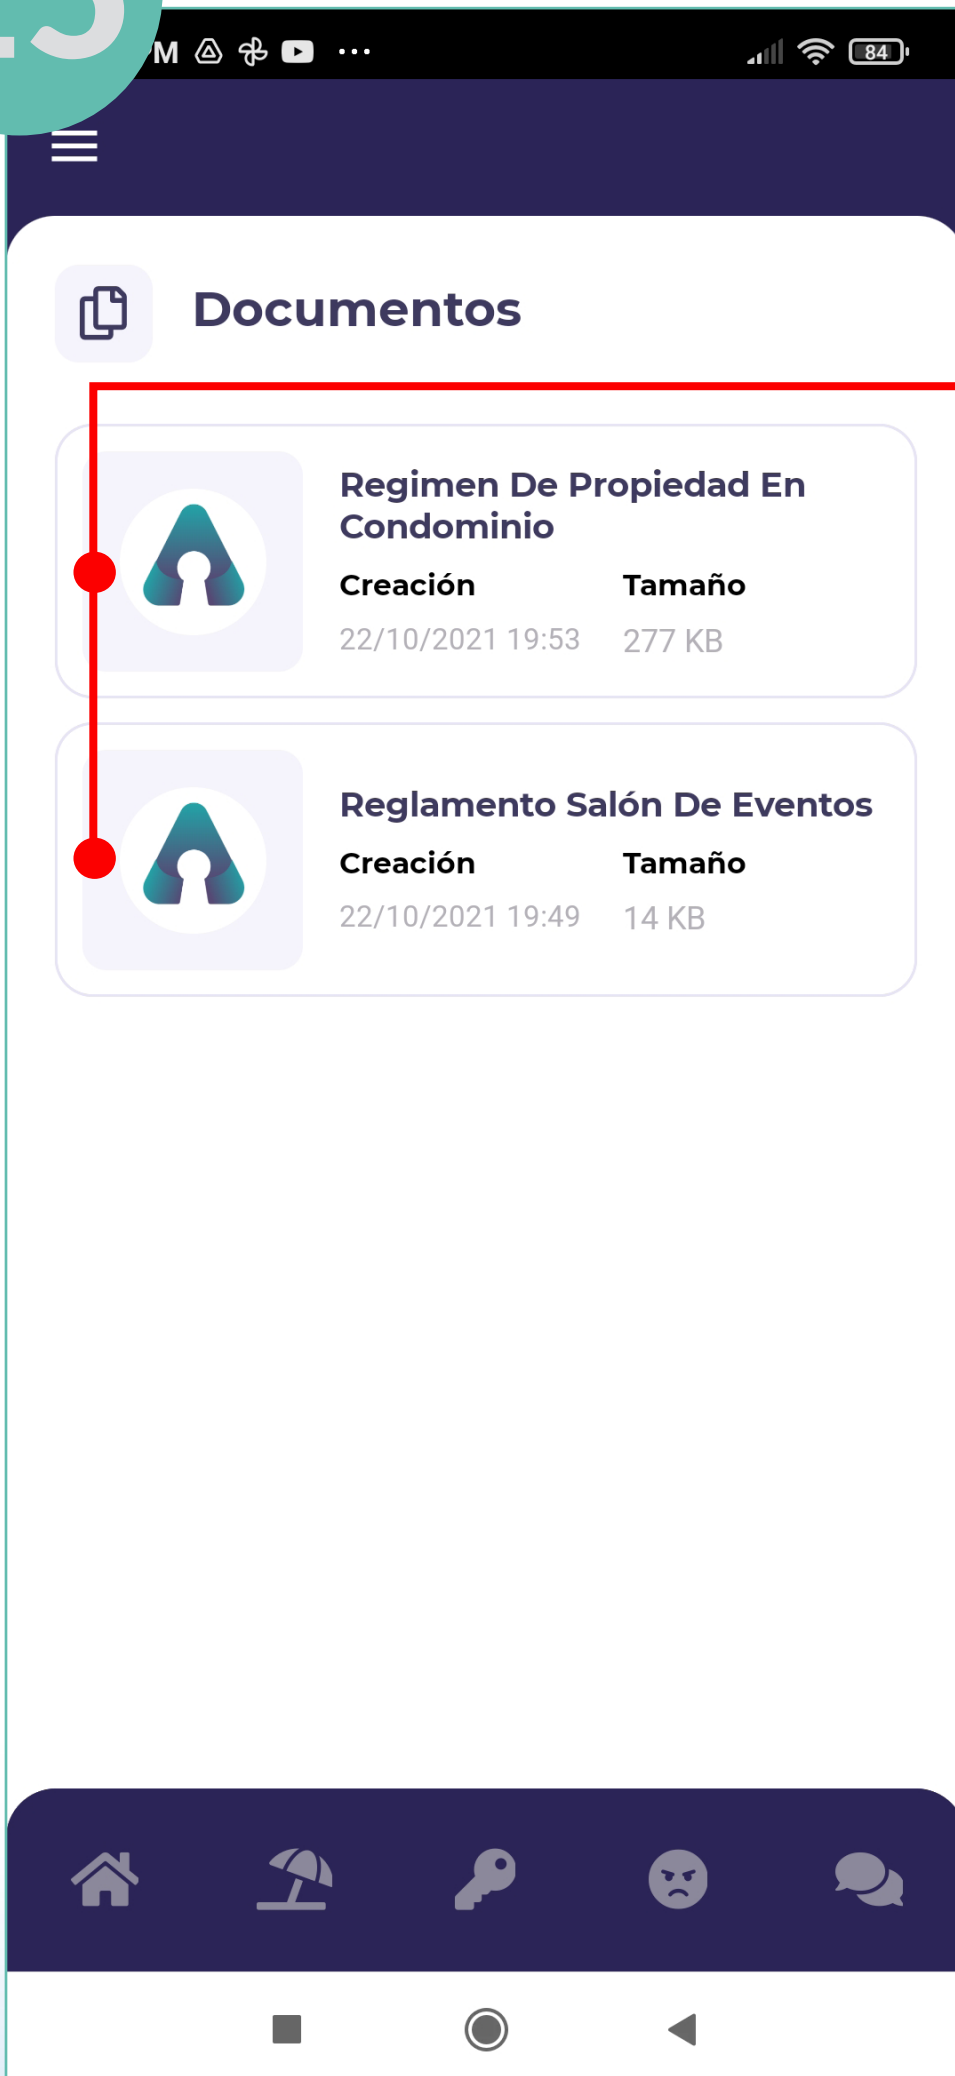 PM ... 84
Documentos
Regimen De Propiedad En
Condominio
Creación Tamaño
22/10/2021 19:53 277 KB
Reglamento Salón De Eventos
Creación Tamaño
22/10/2021 19:49 14 KB